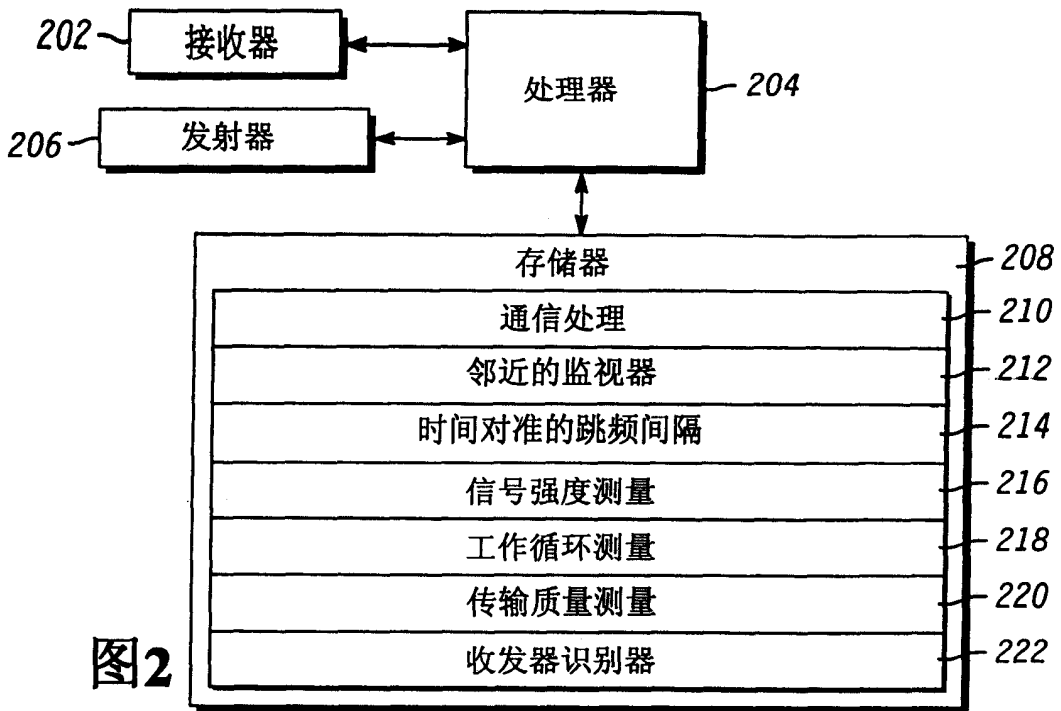 202 接收器
处理器 204
206 发射器
存储器 208
通信处理 210
邻近的监视器 212
时间对准的跳频间隔 214
信号强度测量 216
工作循环测量 218
传输质量测量 220
收发器识别器 222
图2